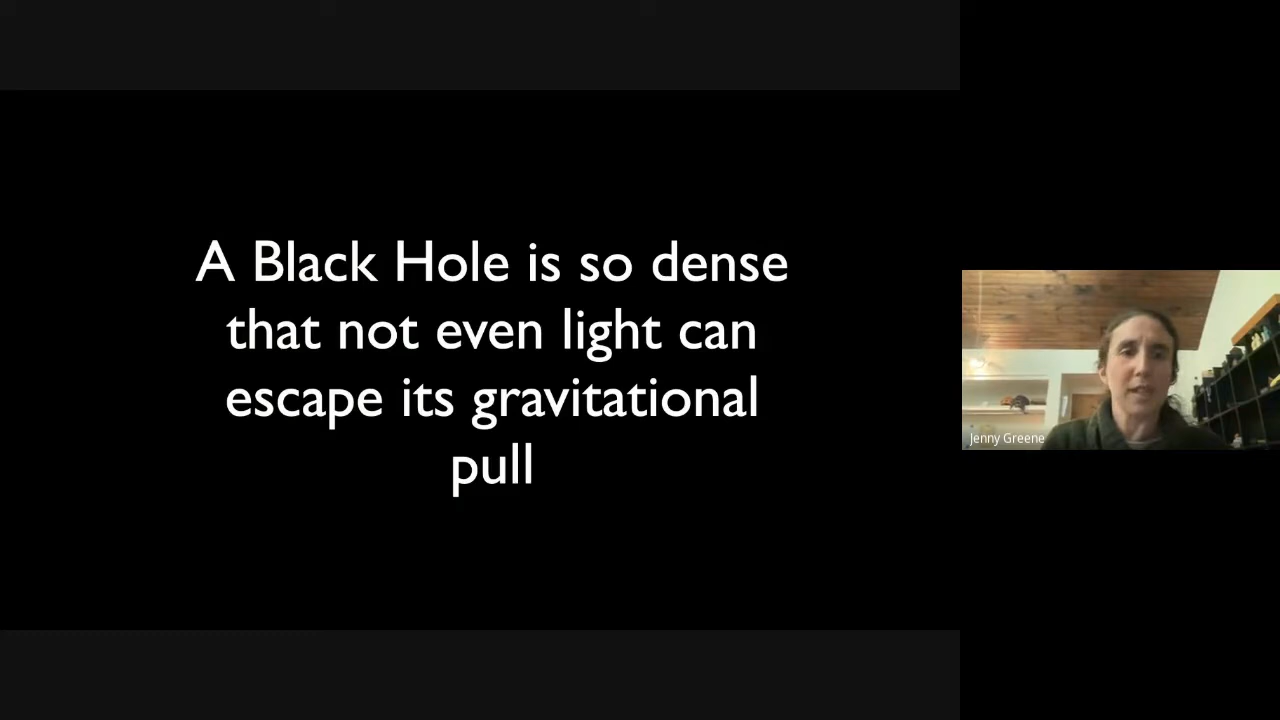 A Black Hole is so dense
that not even light can
escape its gravitational
pull
Jenny Greene